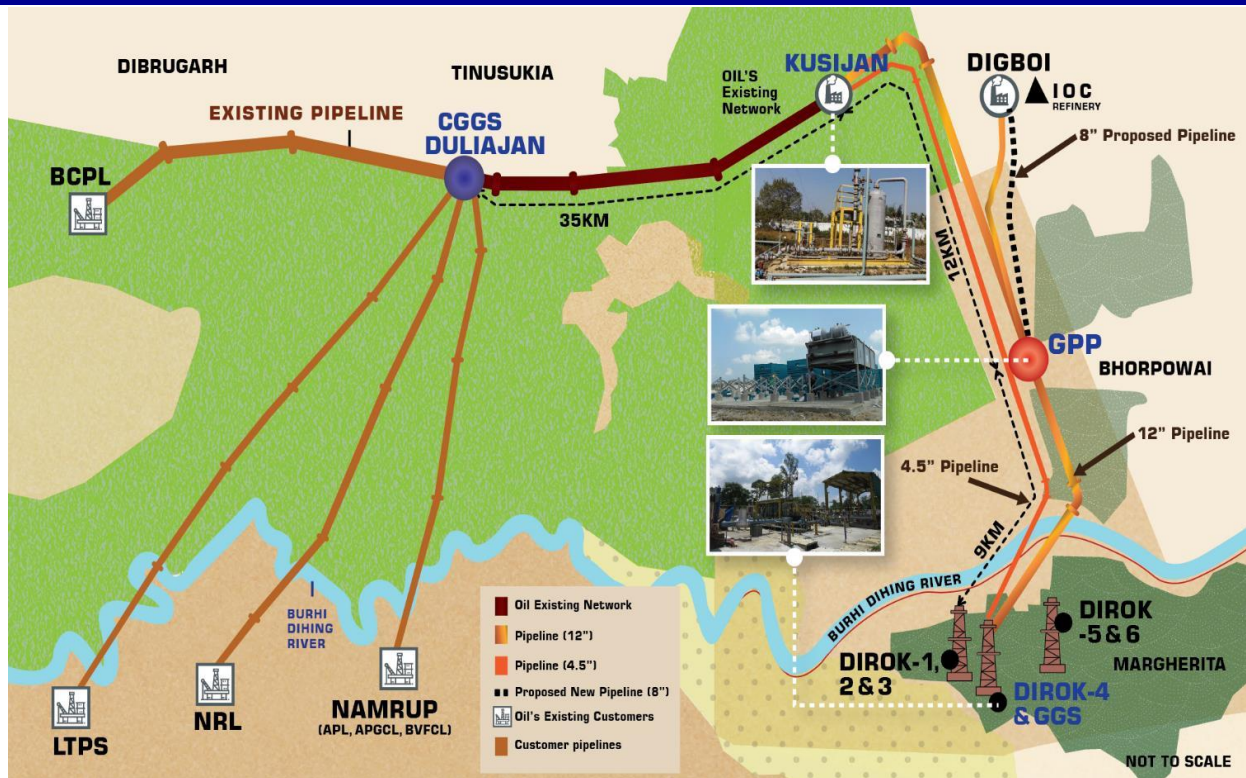 DIBRUGARH
TINUSUKIA
EXISTING PIPELINE
CGGS
DULIAJAN
BCPL
35KM
OIL'S
Existing
Network
KUSIJAN
DIGBOI
IOC
REFINERY
8" Proposed Pipeline
12KM
GPP
BHORPOWAI
12" Pipeline
4.5" Pipeline
9KM
BURHI DIHING RIVER
BURHI
DIHING
RIVER
DIROK
-5 & 6
DIROK-1,
2 & 3
MARGHERITA
DIROK-4
& GGS
LTPS
NRL
NAMRUP
(APL, APGCL, BVFCL)
Oil Existing Network
Pipeline (12")
Pipeline (4.5")
Proposed New Pipeline (8")
Oil's Existing Customers
Customer pipelines
NOT TO SCALE